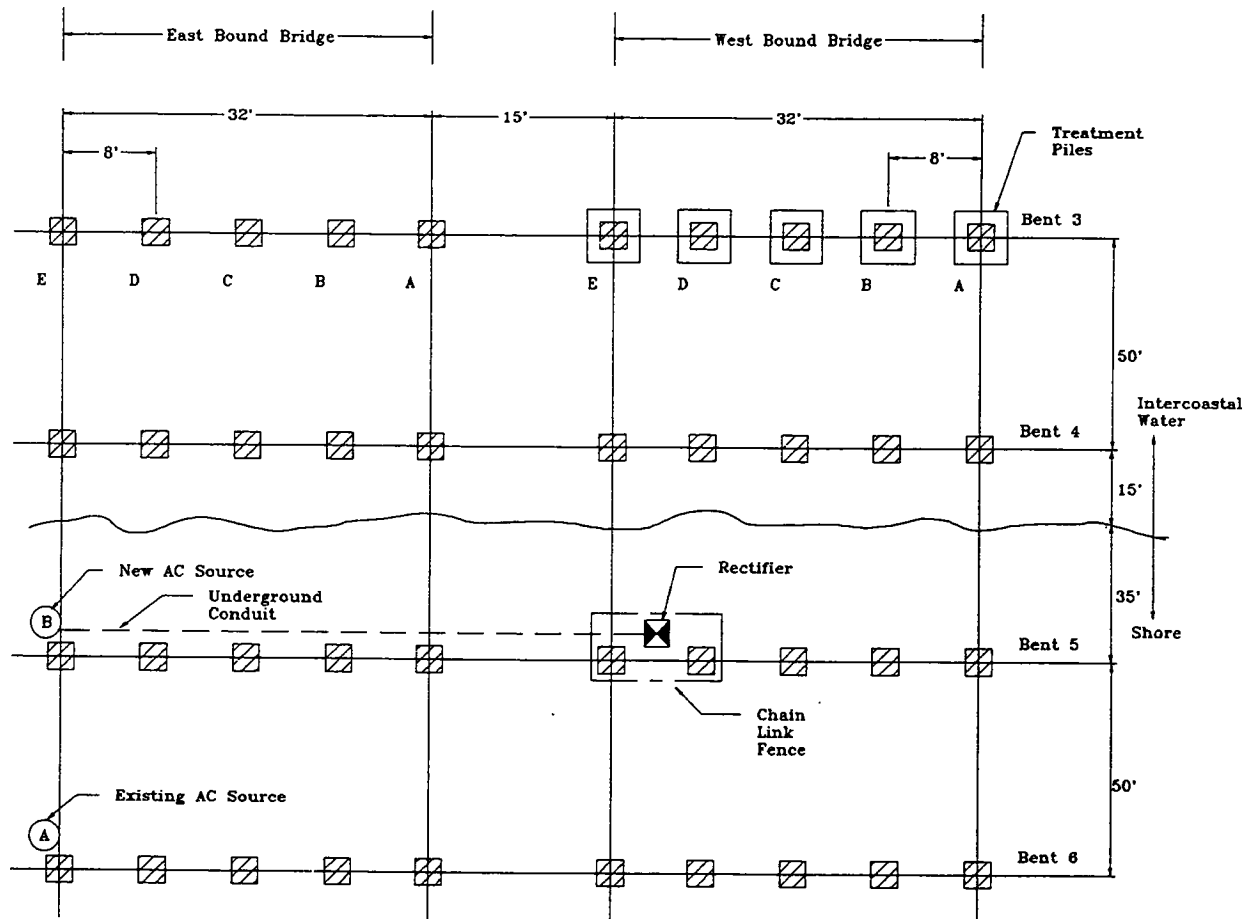 East Bound Bridge
West Bound Bridge
32'
15'
32'
8'
8'
Treatment
Piles
Bent 3
E
D
C
B
A
E
D
C
B
A
50'
Intercoastal
Water
Bent 4
15'
New AC Source
Underground
Conduit
Rectifier
B
35'
Shore
Bent 5
Chain
Link
Fence
Existing AC Source
50'
A
Bent 6